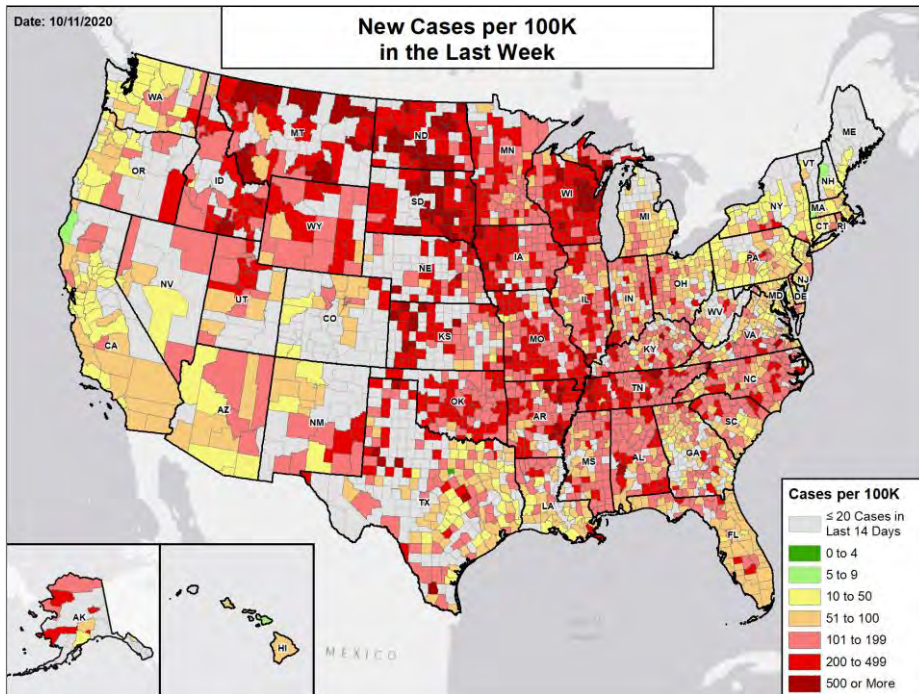 Date: 10/11/2020
New Cases per 100K
in the Last Week
WA
MT
ND
MN
ME
VT
NH
OR
ID
WI
NY
MA
SD
MI
CT
RI
WY
PA
IA
NJ
NE
OH
MD
DE
NV
IL
IN
UT
WV
CO
VA
CA
KS
MO
KY
NC
TN
OK
AZ
AR
SC
NM
MS
AL
GA
TX
LA
FL
AK
HI
MEXICO
Cases per 100K
≤ 20 Cases in
Last 14 Days
0 to 4
5 to 9
10 to 50
51 to 100
101 to 199
200 to 499
500 or More